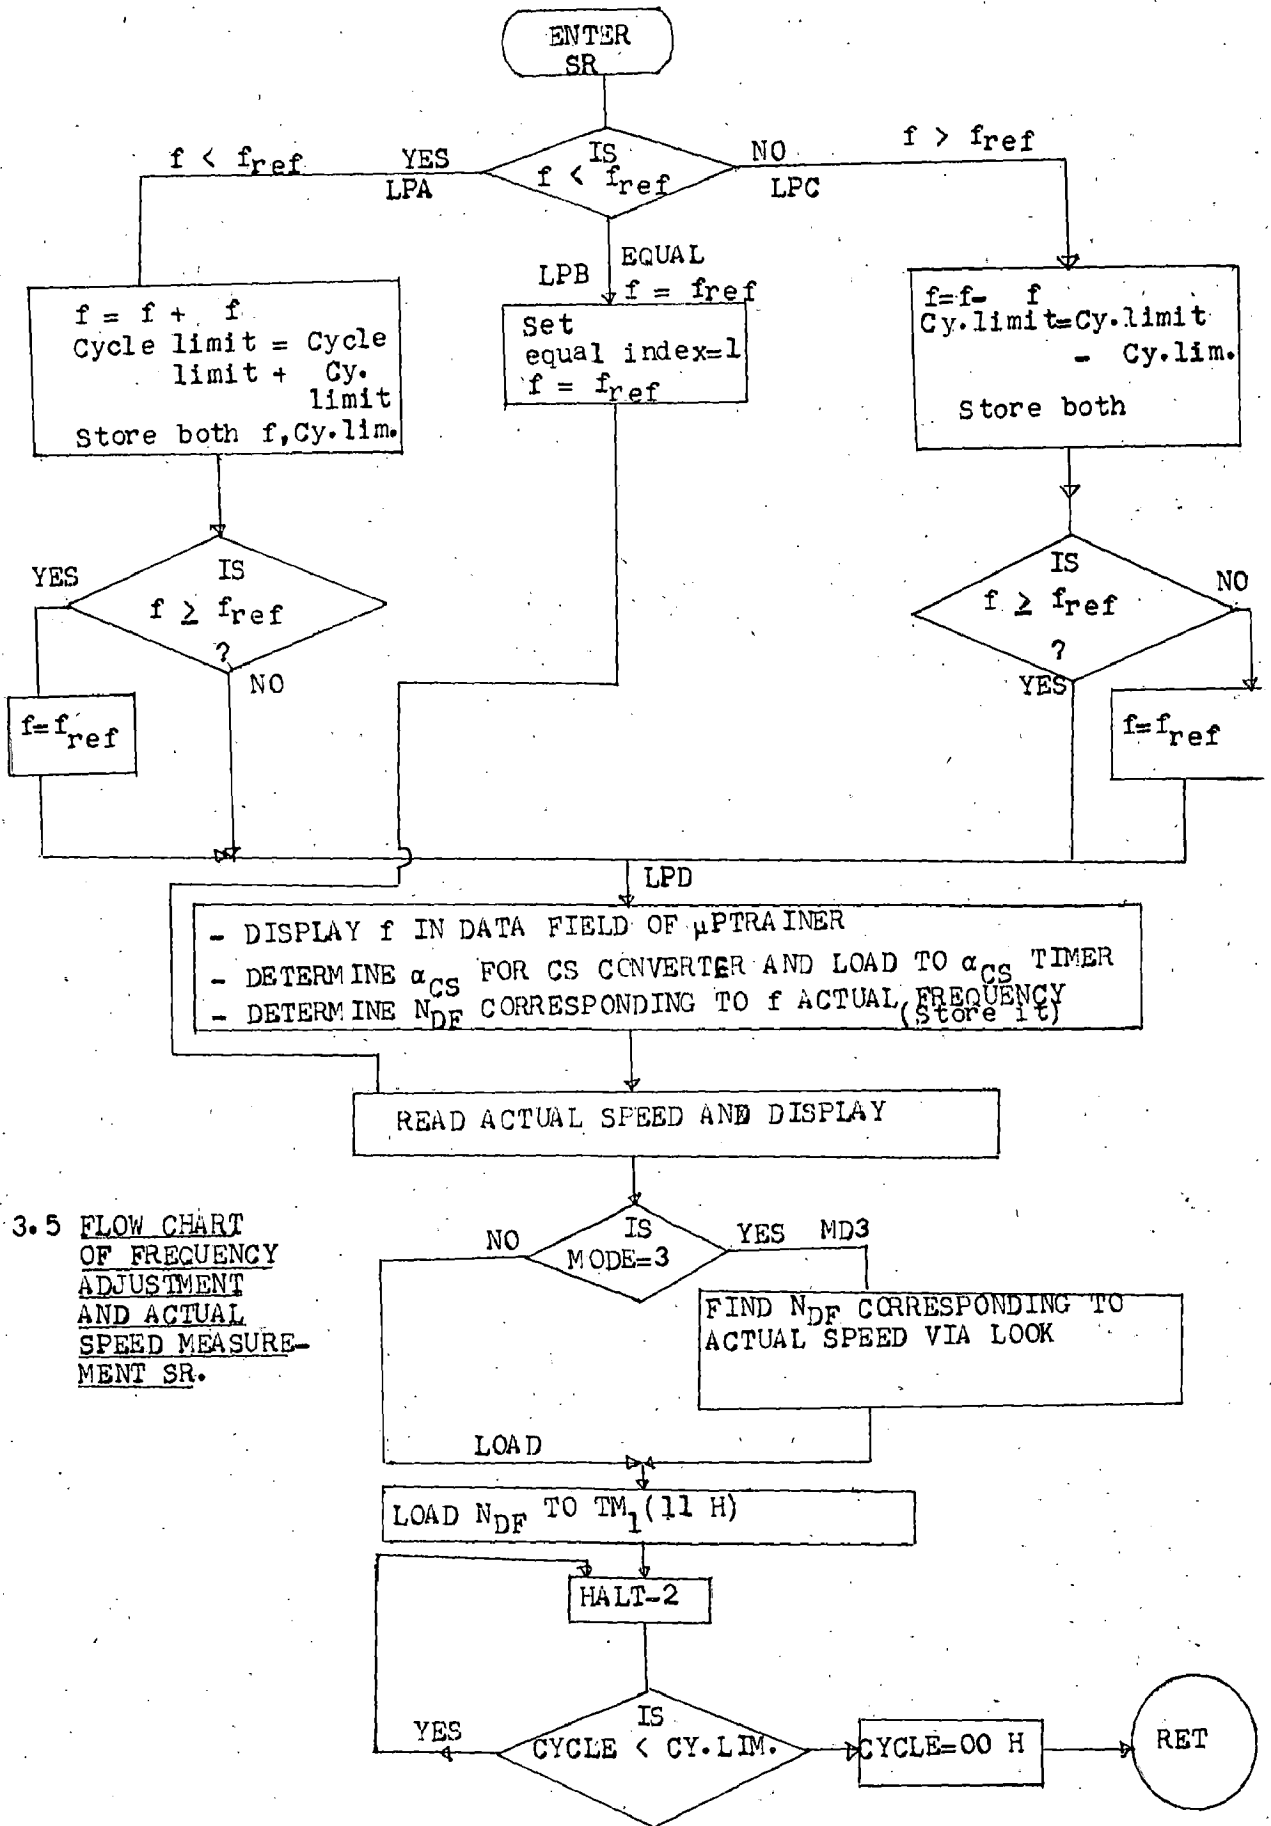 ENTER
SR
IS
f < fref
f < fref
YES
LPA
NO
LPC
f > fref
LPB
EQUAL
f = fref
f = f + f
Cycle limit = Cycle
limit + Cy.
limit
Store both f,Cy.lim.
Set
equal index=1
f = fref
f=f- f
Cy.limit=Cy.limit
- Cy.lim.
Store both
IS
f ≥ fref
?
YES
NO
f=fref
IS
f ≥ fref
?
NO
YES
f=fref
LPD
- DISPLAY f IN DATA FIELD OF μPTRAINER
- DETERMINE αCS FOR CS CONVERTER AND LOAD TO αCS TIMER
- DETERMINE NDF CORRESPONDING TO f ACTUAL FREQUENCY
(Store it)
READ ACTUAL SPEED AND DISPLAY
3.5 FLOW CHART
OF FREQUENCY
ADJUSTMENT
AND ACTUAL
SPEED MEASURE-
MENT SR.
IS
MODE=3
NO
YES MD3
FIND NDF CORRESPONDING TO
ACTUAL SPEED VIA LOOK
LOAD
LOAD NDF TO TM1(11 H)
HALT-2
IS
CYCLE < CY.LIM.
YES
CYCLE=00 H
RET